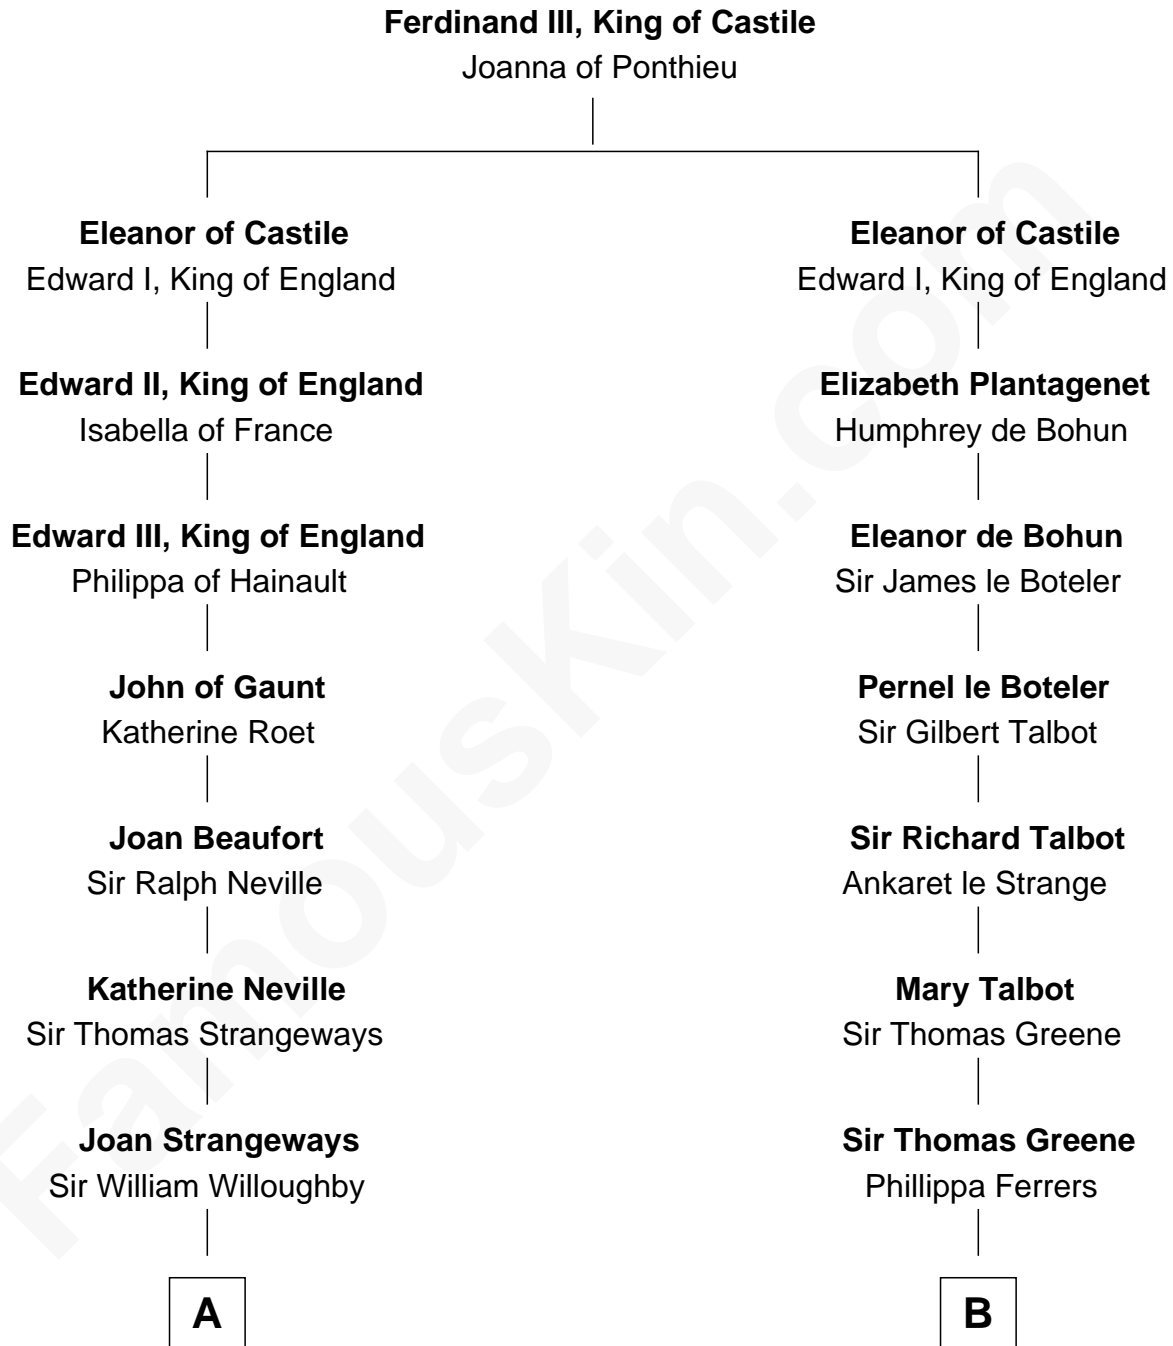 Ferdinand III, King of Castile
Joanna of Ponthieu
Eleanor of Castile
Edward I, King of England
Edward II, King of England
Isabella of France
Edward III, King of England
Philippa of Hainault
John of Gaunt
Katherine Roet
Joan Beaufort
Sir Ralph Neville
Katherine Neville
Sir Thomas Strangeways
Joan Strangeways
Sir William Willoughby
A
Eleanor of Castile
Edward I, King of England
Elizabeth Plantagenet
Humphrey de Bohun
Eleanor de Bohun
Sir James le Boteler
Pernel le Boteler
Sir Gilbert Talbot
Sir Richard Talbot
Ankaret le Strange
Mary Talbot
Sir Thomas Greene
Sir Thomas Greene
Phillippa Ferrers
B
FamousKin.com